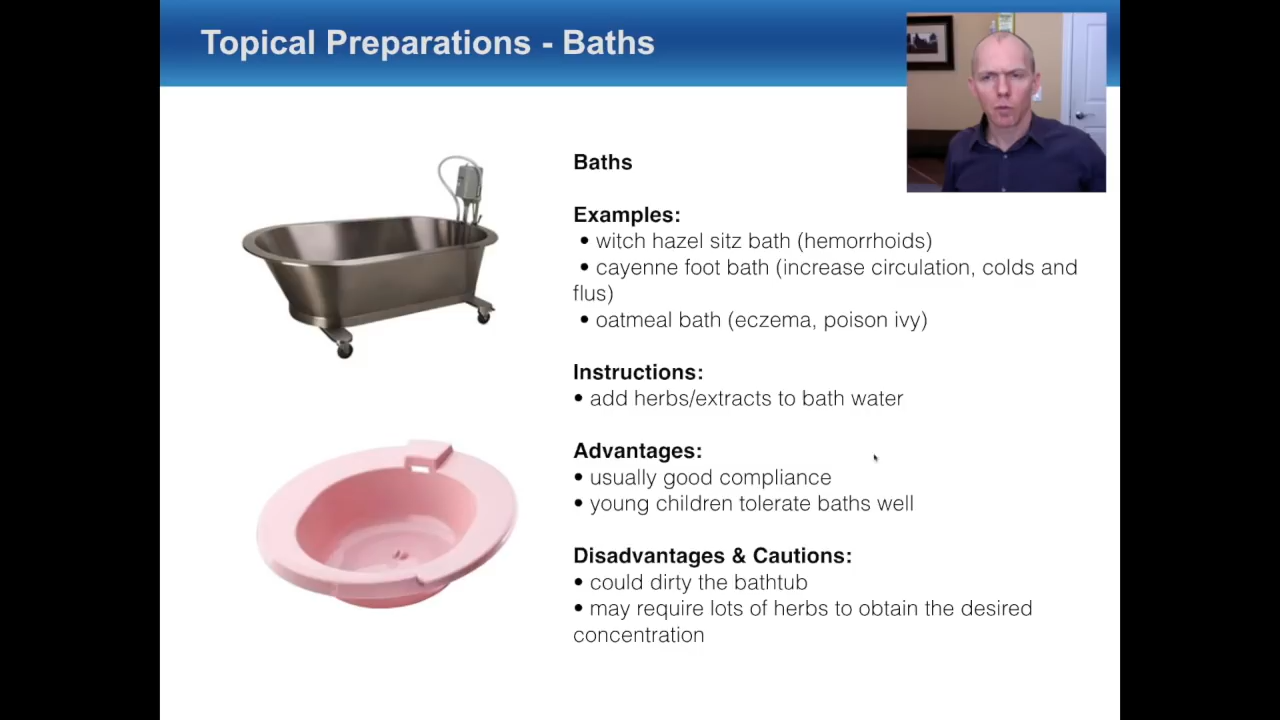 Topical Preparations - Baths
Baths
Examples:
• witch hazel sitz bath (hemorrhoids)
• cayenne foot bath (increase circulation, colds and
flus)
• oatmeal bath (eczema, poison ivy)
Instructions:
• add herbs/extracts to bath water
Advantages:
• usually good compliance
• young children tolerate baths well
Disadvantages & Cautions:
• could dirty the bathtub
• may require lots of herbs to obtain the desired
concentration